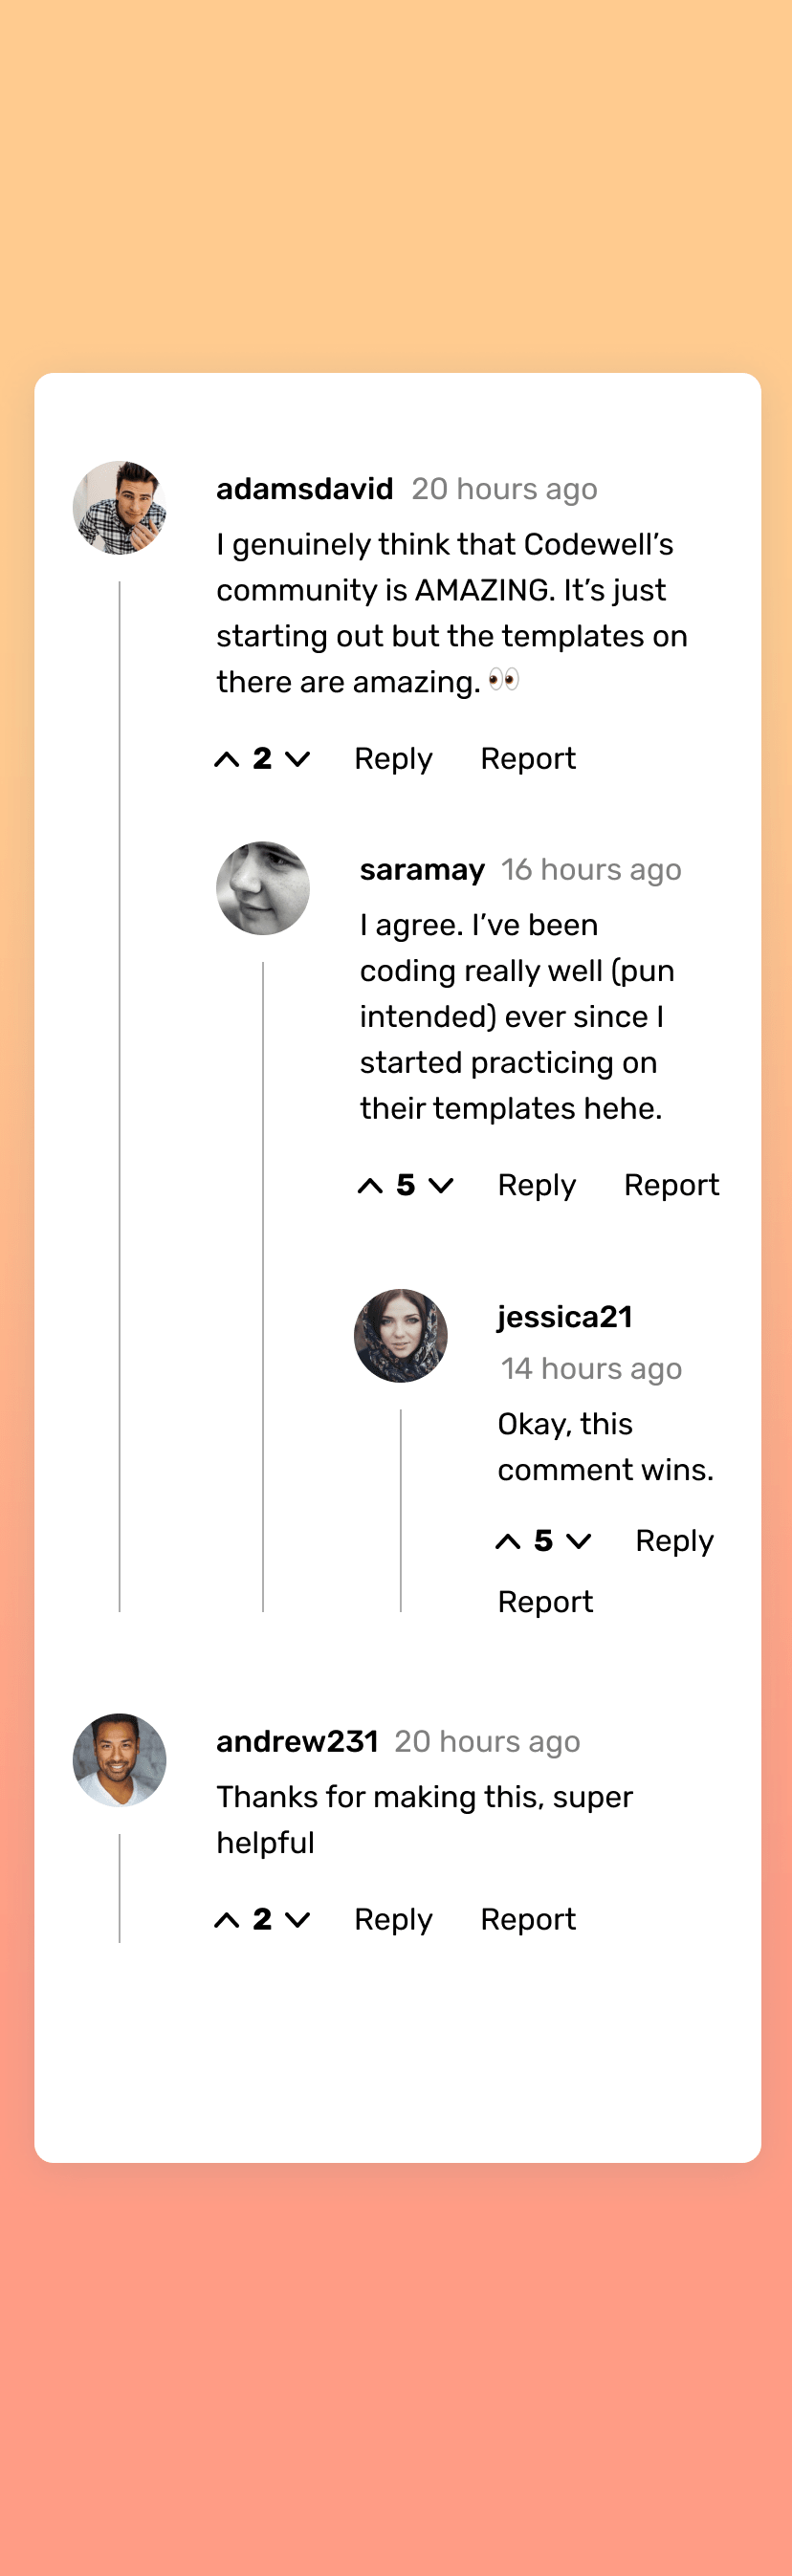 adamsdavid 20 hours ago
I genuinely think that Codewell’s
community is AMAZING. It’s just
starting out but the templates on
there are amazing. 👀
2 Reply Report
saramay 16 hours ago
I agree. I’ve been
coding really well (pun
intended) ever since I
started practicing on
their templates hehe.
5 Reply Report
jessica21
14 hours ago
Okay, this
comment wins.
5 Reply
Report
andrew231 20 hours ago
Thanks for making this, super
helpful
2 Reply Report